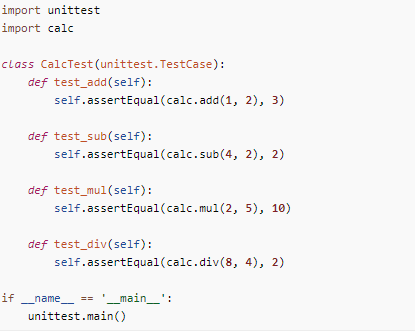 import unittest
import calc

class CalcTest(unittest.TestCase):
    def test_add(self):
        self.assertEqual(calc.add(1, 2), 3)

    def test_sub(self):
        self.assertEqual(calc.sub(4, 2), 2)

    def test_mul(self):
        self.assertEqual(calc.mul(2, 5), 10)

    def test_div(self):
        self.assertEqual(calc.div(8, 4), 2)

if __name__ == '__main__':
    unittest.main()